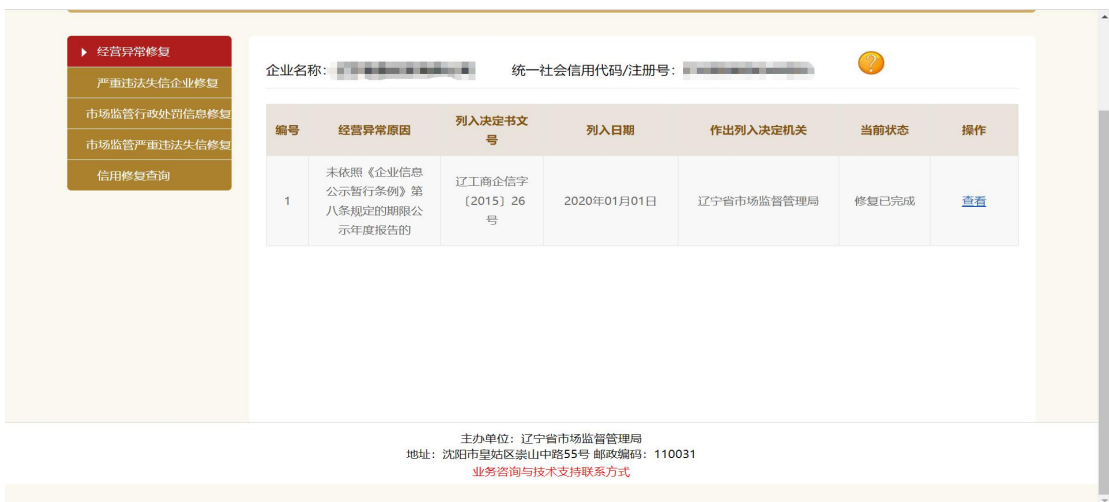 经营异常修复
严重违法失信企业修复
市场监管行政处罚信息修复
市场监管严重违法失信修复
信用修复查询
企业名称：
统一社会信用代码/注册号：
?
编号
经营异常原因
列入决定书文
号
列入日期
作出列入决定机关
当前状态
操作
1
未依照《企业信息
公示暂行条例》第
八条规定的期限公
示年度报告的
辽工商企信字
〔2015〕26
号
2020年01月01日
辽宁省市场监督管理局
修复已完成
查看
主办单位：辽宁省市场监督管理局
地址：沈阳市皇姑区崇山中路55号 邮政编码：110031
业务咨询与技术支持联系方式